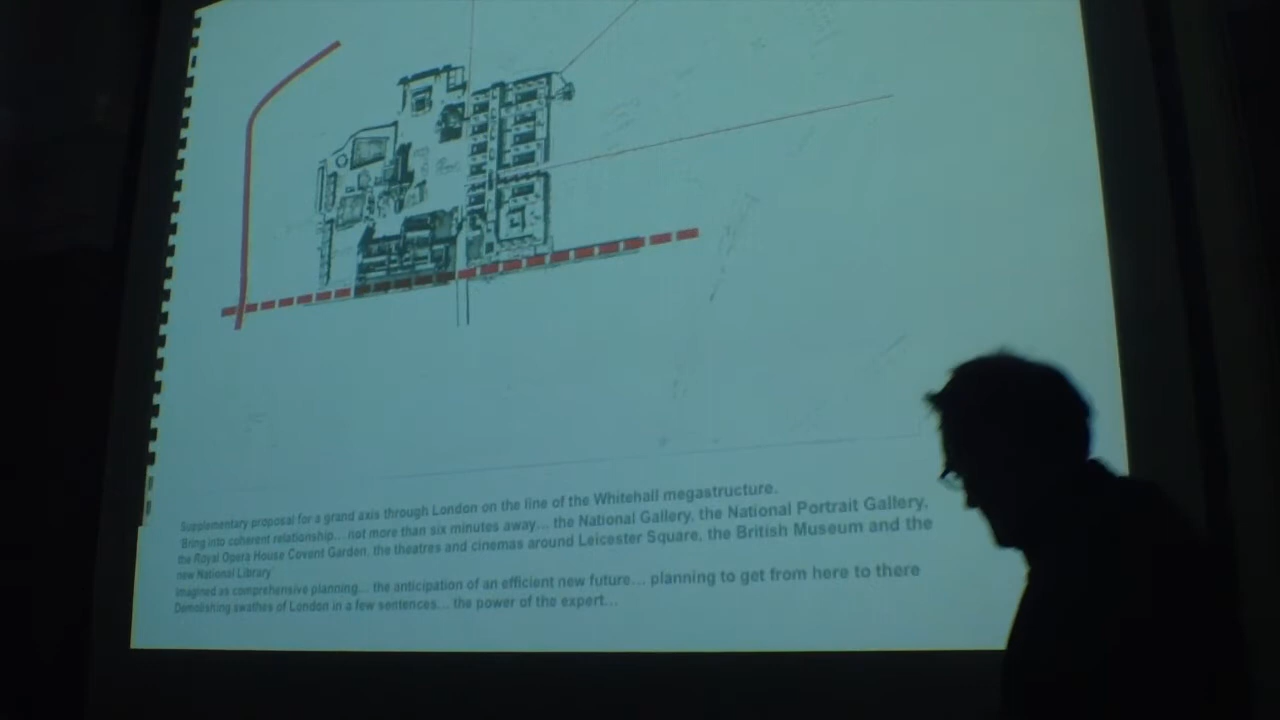 Supplementary proposal for a grand axis through London on the line of the Whitehall megastructure.
'Bring into coherent relationship... not more than six minutes away... the National Gallery, the National Portrait Gallery,
the Royal Opera House Covent Garden, the theatres and cinemas around Leicester Square, the British Museum and the
new National Library'
Imagined as comprehensive planning... the anticipation of an efficient new future... planning to get from here to there
Demolishing swathes of London in a few sentences... the power of the expert...